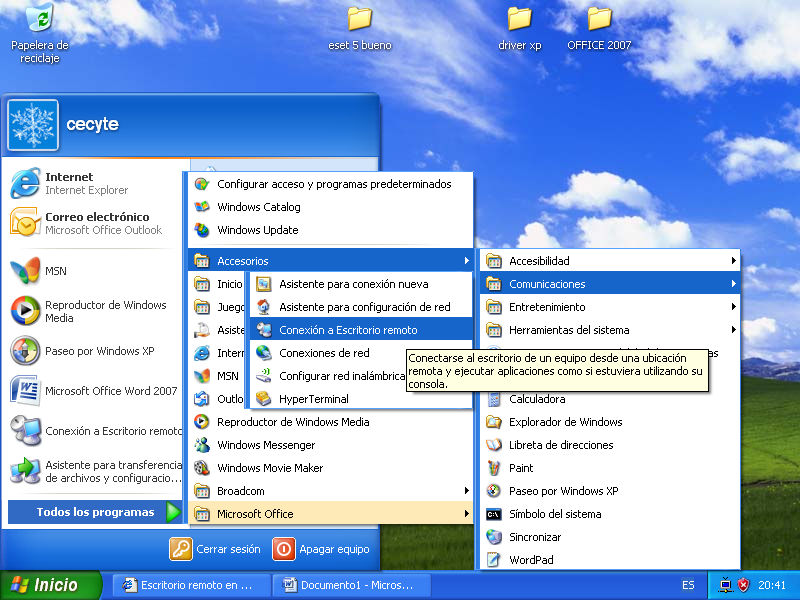 Papelera de
reciclaje
eset 5 bueno
driver xp
OFFICE 2007
cecyte
Internet
Internet Explorer
Correo electrónico
Microsoft Office Outlook
MSN
Reproductor de Windows
Media
Paseo por Windows XP
Microsoft Office Word 2007
Conexión a Escritorio remoto
Asistente para transferencia
de archivos y configuracio...
Todos los programas
Cerrar sesión
Apagar equipo
Configurar acceso y programas predeterminados
Windows Catalog
Windows Update
Accesorios
Inicio
Juego
Asiste
Inter
MSN
Outlo
Reproductor de Windows Media
Windows Messenger
Windows Movie Maker
Broadcom
Microsoft Office
Asistente para conexión nueva
Asistente para configuración de red
Conexión a Escritorio remoto
Conexiones de red
Configurar red inalámbrica
HyperTerminal
Accesibilidad
Comunicaciones
Entretenimiento
Herramientas del sistema
as
Conectarse al escritorio de un equipo desde una ubicación
remota y ejecutar aplicaciones como si estuviera utilizando su
consola.
Calculadora
Explorador de Windows
Libreta de direcciones
Paint
Paseo por Windows XP
Símbolo del sistema
Sincronizar
WordPad
Inicio
Escritorio remoto en ...
Documento1 - Micros...
ES
20:41